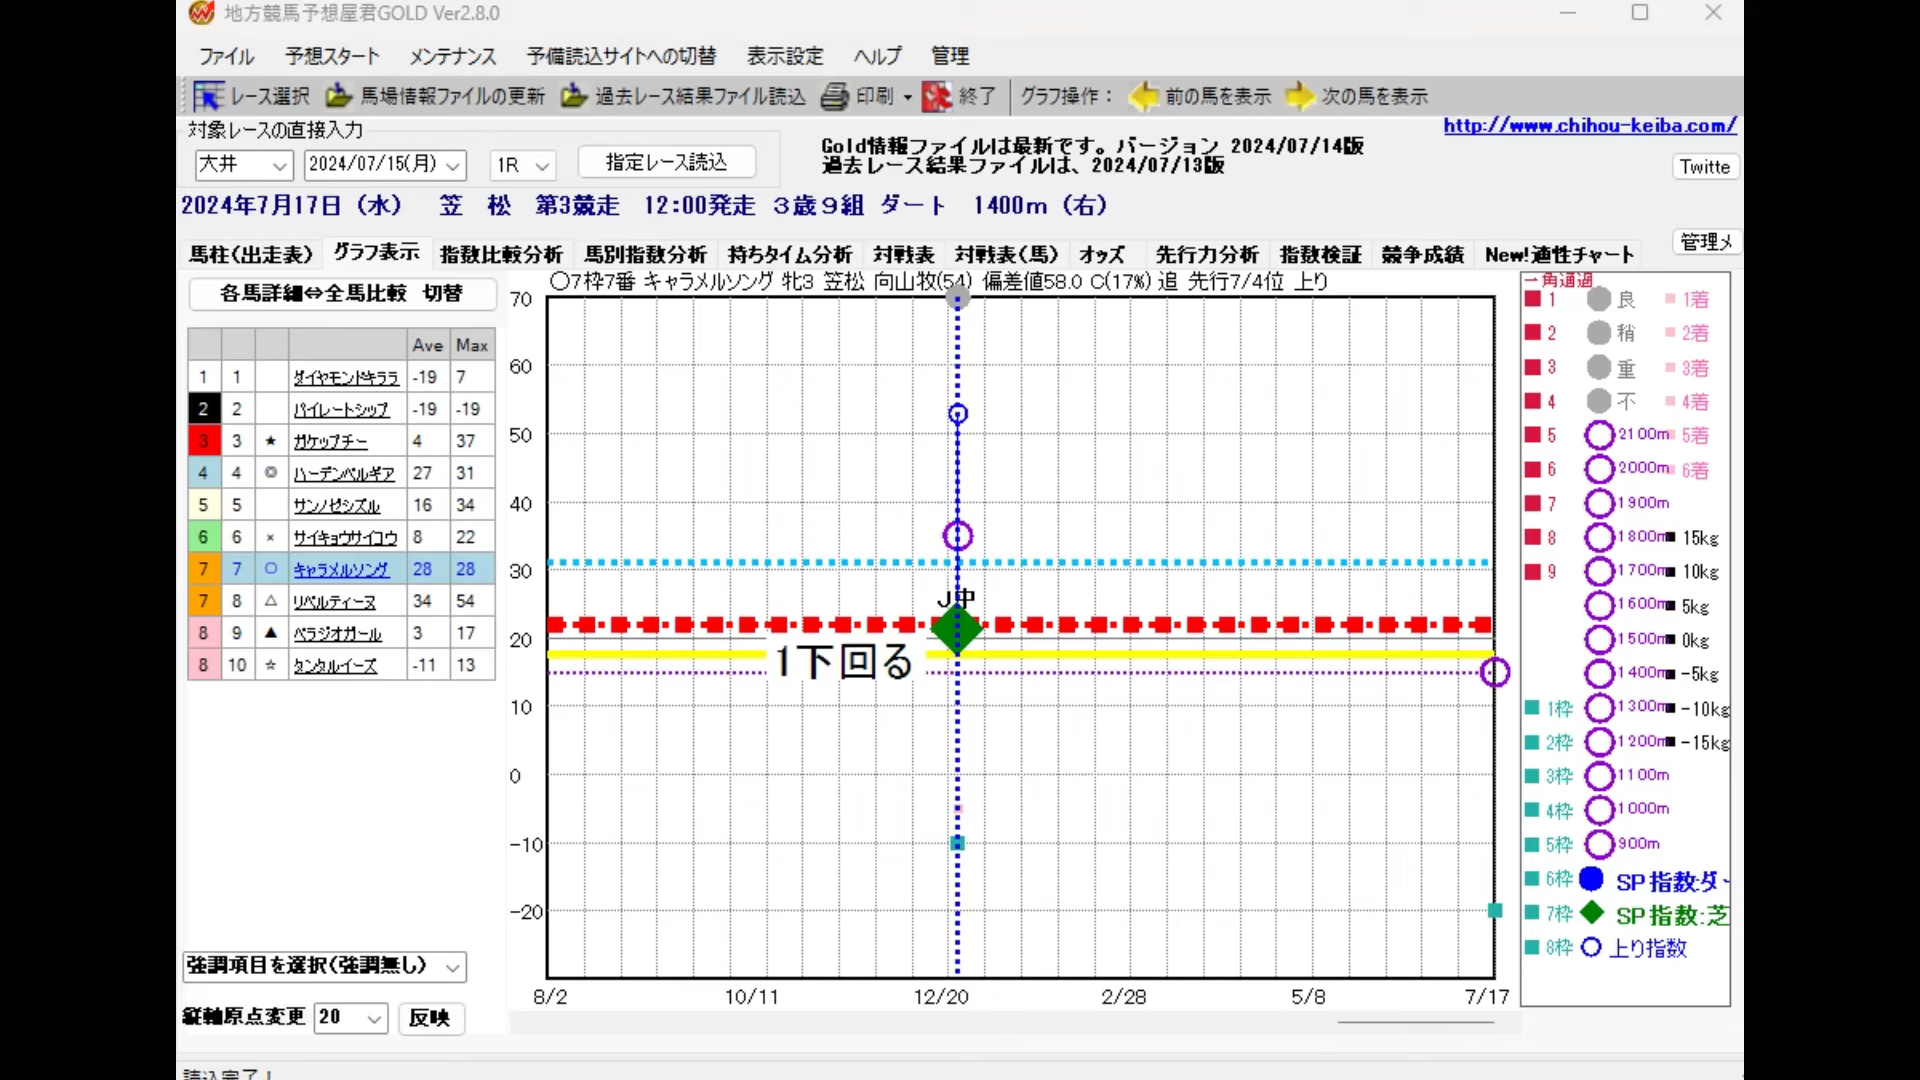 地方競馬予想屋君GOLD Ver2.8.0
ファイル 予想スタート メンテナンス 予備読込サイトへの切替 表示設定 ヘルプ 管理
レース選択 馬場情報ファイルの更新 過去レース結果ファイル読込 印刷 終了 グラフ操作： 前の馬を表示 次の馬を表示
対象レースの直接入力
http://www.chihou-keiba.com/
大井 2024/07/15(月) 1R 指定レース読込
Gold情報ファイルは最新です。バージョン 2024/07/14版
過去レース結果ファイルは、2024/07/13版
Twitte
2024年7月17日（水） 笠 松 第3競走 12:00発走 3歳9組 ダート 1400m（右）
管理メ
馬柱(出走表) グラフ表示 指数比較分析 馬別指数分析 持ちタイム分析 対戦表 対戦表(馬) オッズ 先行力分析 指数検証 競争成績 New!適性チャート
各馬詳細⇔全馬比較 切替
〇7枠7番 キャラメルソング 牝3 笠松 向山牧(54) 偏差値58.0 C(17%) 追 先行7/4位 上り
Ave Max
1 1 ダイヤモンドキララ -19 7
2 2 パイレートシップ -19 -19
3 3 ★ ガケップチー 4 37
4 4 ◎ ハーデンベルギア 27 31
5 5 サンノゼシズル 16 34
6 6 × サイキョウサイコウ 8 22
7 7 ○ キャラメルソング 28 28
7 8 △ リベルティーヌ 34 54
8 9 ▲ ベラジオガール 3 17
8 10 ☆ タンタルイーズ -11 13
70
60
50
40
30
20
10
0
-10
-20
J中
1下回る
8/2 10/11 12/20 2/28 5/8 7/17
一角通過
1 良 1着
2 稍 2着
3 重 3着
4 不 4着
5 2100m 5着
6 2000m 6着
7 1900m
8 1800m 15kg
9 1700m 10kg
1600m 5kg
1500m 0kg
1400m -5kg
1枠 1300m -10kg
2枠 1200m -15kg
3枠 1100m
4枠 1000m
5枠 900m
6枠 SP指数:ダ
7枠 SP指数:芝
8枠 上り指数
強調項目を選択(強調無し)
縦軸原点変更 20 反映
読込完了！